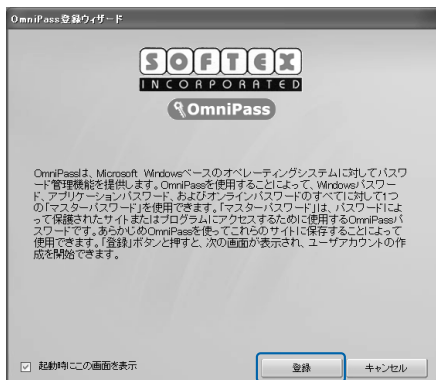 OmniPass登録ウィザード
SOFTEX
INCORPORATED
OmniPass
OmniPassは、Microsoft Windowsベースのオペレーティングシステムに対してパスワ
ード管理機能を提供します。OmniPassを使用することによって、Windowsパスワー
ド、アプリケーションパスワード、およびオンラインパスワードのすべてに対して1つ
の「マスターパスワード」を使用できます。「マスターパスワード」は、パスワードによ
って保護されたサイトまたはプログラムにアクセスするために使用するOmniPassパ
スワードです。あらかじめOmniPassを使ってこれらのサイトに保存することによって
使用できます。「登録」ボタンと押すと、次の画面が表示され、ユーザアカウントの作
成を開始できます。
起動時にこの画面を表示
登録
キャンセル